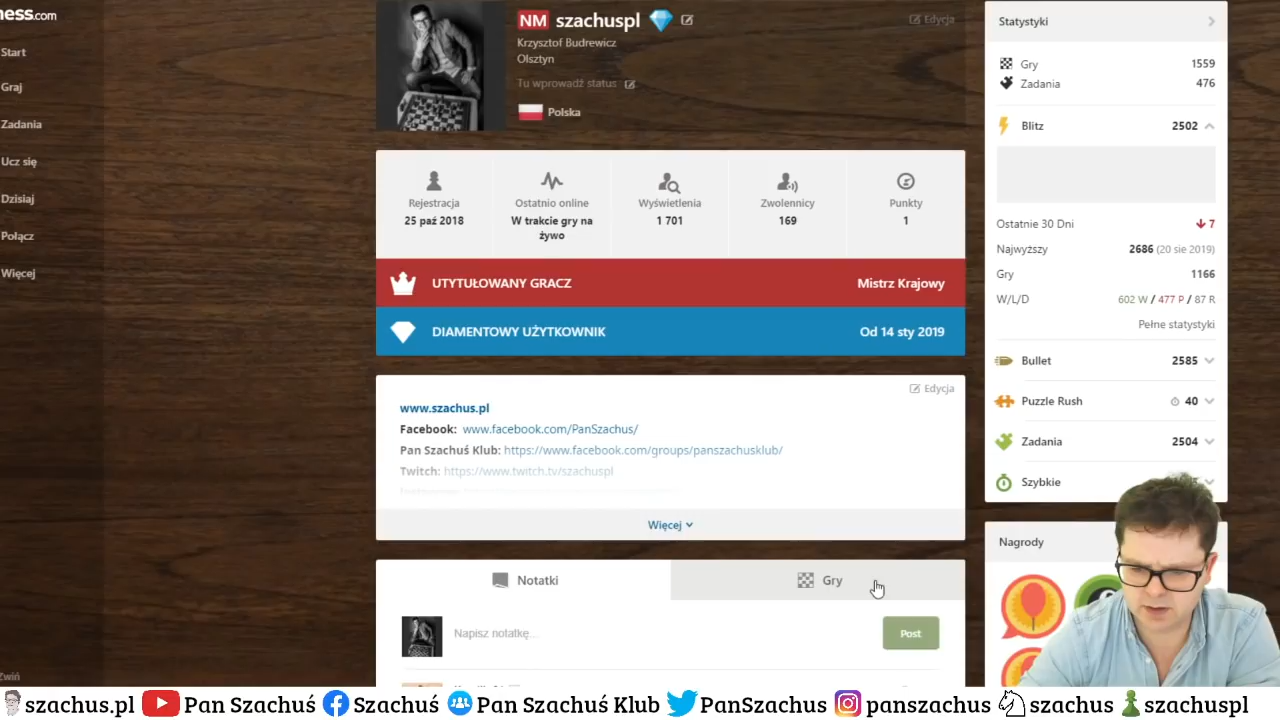 ness.com
Start
Graj
Zadania
Ucz się
Dzisiaj
Połącz
Więcej
Zwiń
NM szachuspl
Edycja
Krzysztof Budrewicz
Olsztyn
Tu wprowadź status
Polska
Rejestracja
25 paź 2018
Ostatnio online
W trakcie gry na
żywo
Wyświetlenia
1 701
Zwolennicy
169
Punkty
1
UTYTUŁOWANY GRACZ Mistrz Krajowy
DIAMENTOWY UŻYTKOWNIK Od 14 sty 2019
Edycja
www.szachus.pl
Facebook: www.facebook.com/PanSzachus/
Pan Szachuś Klub: https://www.facebook.com/groups/panszachusklub/
Twitch: https://www.twitch.tv/szachuspl
Więcej
Notatki
Gry
Napisz notatkę...
Post
Statystyki
Gry 1559
Zadania 476
Blitz 2502
Ostatnie 30 Dni 7
Najwyższy 2686 (20 sie 2019)
Gry 1166
W/L/D 602 W / 477 P / 87 R
Pełne statystyki
Bullet 2585
Puzzle Rush 40
Zadania 2504
Szybkie
Nagrody
szachus.pl Pan Szachuś Szachuś Pan Szachuś Klub PanSzachus panszachus szachus szachuspl